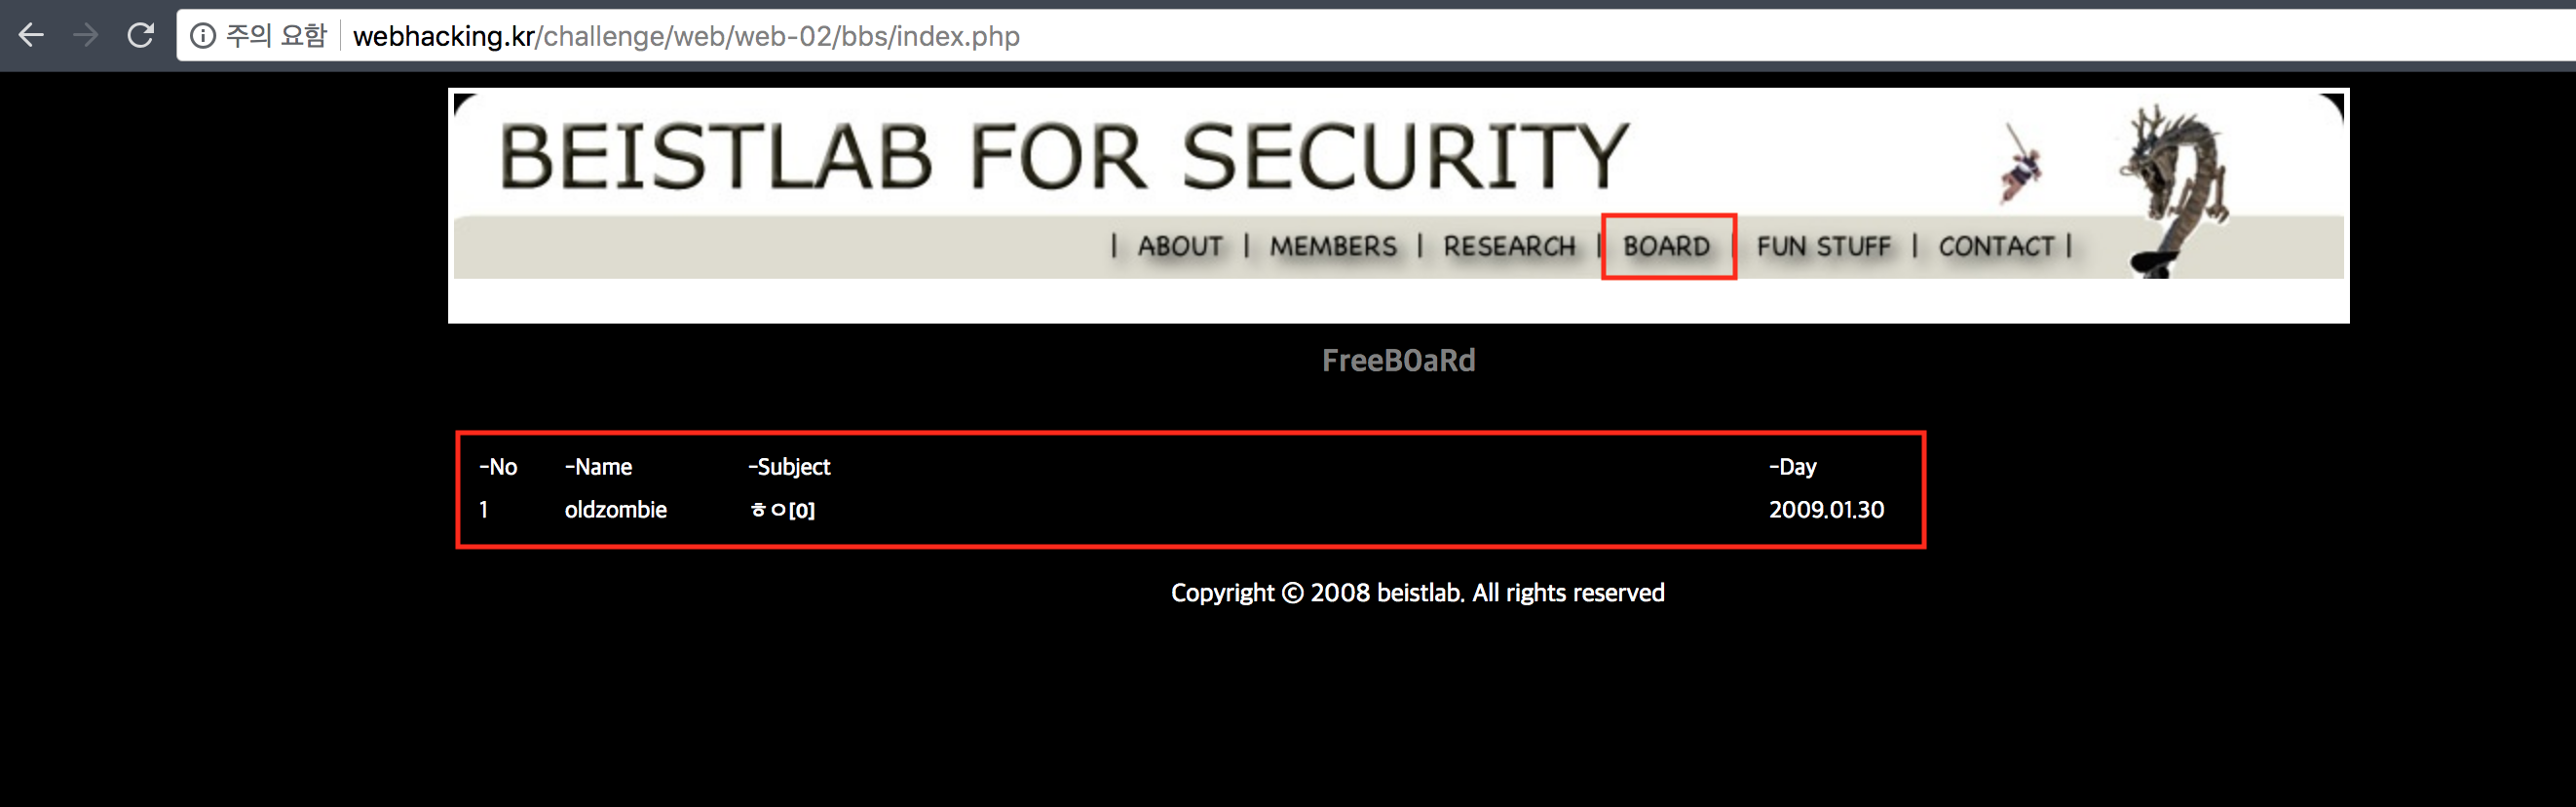 주의 요함 webhacking.kr/challenge/web/web-02/bbs/index.php
BEISTLAB FOR SECURITY
| ABOUT | MEMBERS | RESEARCH | BOARD | FUN STUFF | CONTACT |
FreeB0aRd
-No -Name -Subject -Day
1 oldzombie ㅎㅇ[0] 2009.01.30
Copyright © 2008 beistlab. All rights reserved